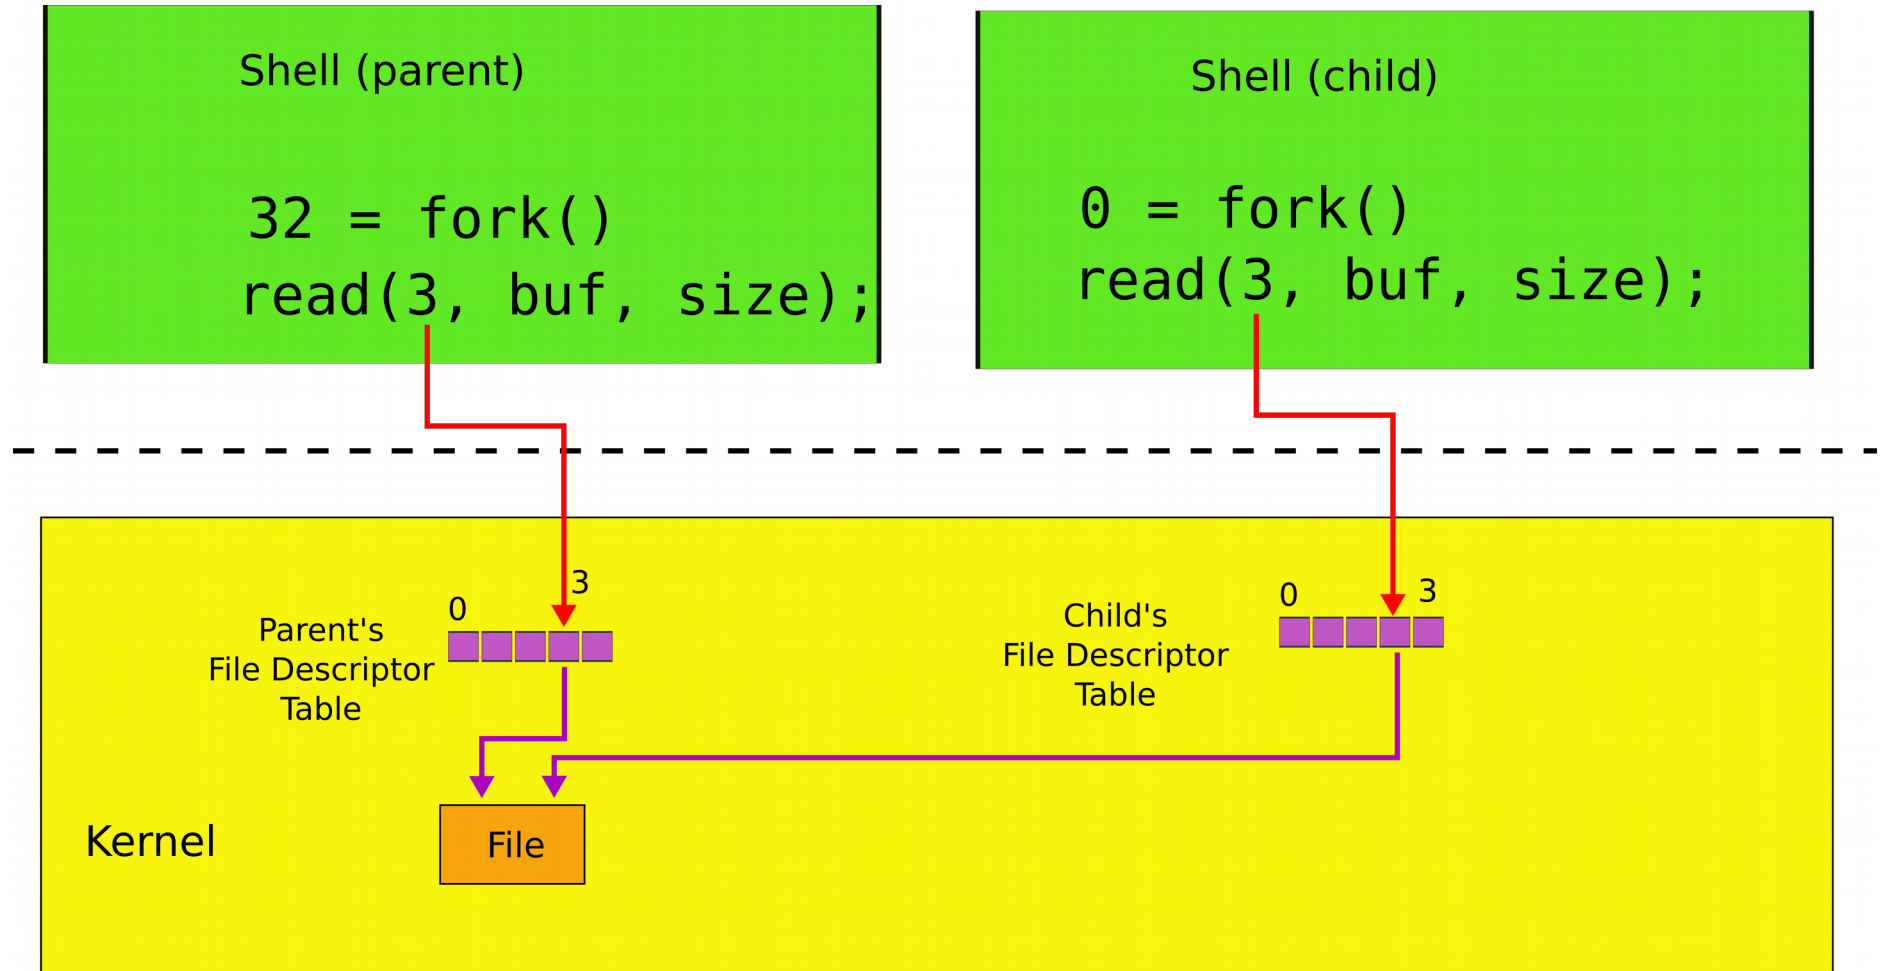 Shell (parent)
32 = fork()
read(3, buf, size);
Shell (child)
0 = fork()
read(3, buf, size);
0
3
Parent's
File Descriptor
Table
0
3
Child's
File Descriptor
Table
Kernel
File